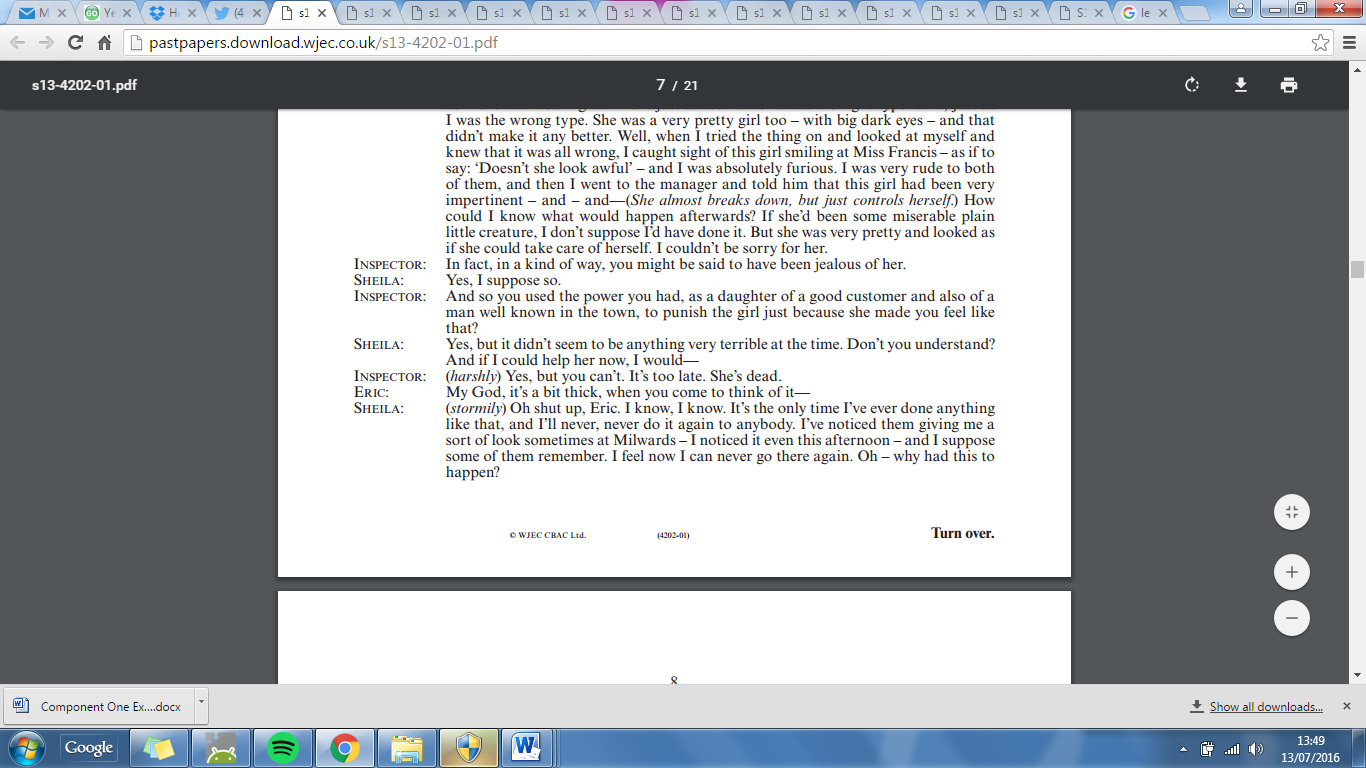 M
Ye
H
(4
s1
s1
s1
s1
s1
s1
s1
s1
s1
s1
s1
s1
S1
le
pastpapers.download.wjec.co.uk/s13-4202-01.pdf
s13-4202-01.pdf
7 / 21
I was the wrong type. She was a very pretty girl too – with big dark eyes – and that
didn't make it any better. Well, when I tried the thing on and looked at myself and
knew that it was all wrong, I caught sight of this girl smiling at Miss Francis – as if to
say: 'Doesn't she look awful' – and I was absolutely furious. I was very rude to both
of them, and then I went to the manager and told him that this girl had been very
impertinent – and – and—(She almost breaks down, but just controls herself.) How
could I know what would happen afterwards? If she'd been some miserable plain
little creature, I don't suppose I'd have done it. But she was very pretty and looked as
if she could take care of herself. I couldn't be sorry for her.
INSPECTOR: In fact, in a kind of way, you might be said to have been jealous of her.
SHEILA: Yes, I suppose so.
INSPECTOR: And so you used the power you had, as a daughter of a good customer and also of a
man well known in the town, to punish the girl just because she made you feel like
that?
SHEILA: Yes, but it didn't seem to be anything very terrible at the time. Don't you understand?
And if I could help her now, I would—
INSPECTOR: (harshly) Yes, but you can't. It's too late. She's dead.
ERIC: My God, it's a bit thick, when you come to think of it—
SHEILA: (stormily) Oh shut up, Eric. I know, I know. It's the only time I've ever done anything
like that, and I'll never, never do it again to anybody. I've noticed them giving me a
sort of look sometimes at Milwards – I noticed it even this afternoon – and I suppose
some of them remember. I feel now I can never go there again. Oh – why had this to
happen?
© WJEC CBAC Ltd. (4202-01) Turn over.
8
Component One Ex....docx
Show all downloads...
Google
13:49
13/07/2016